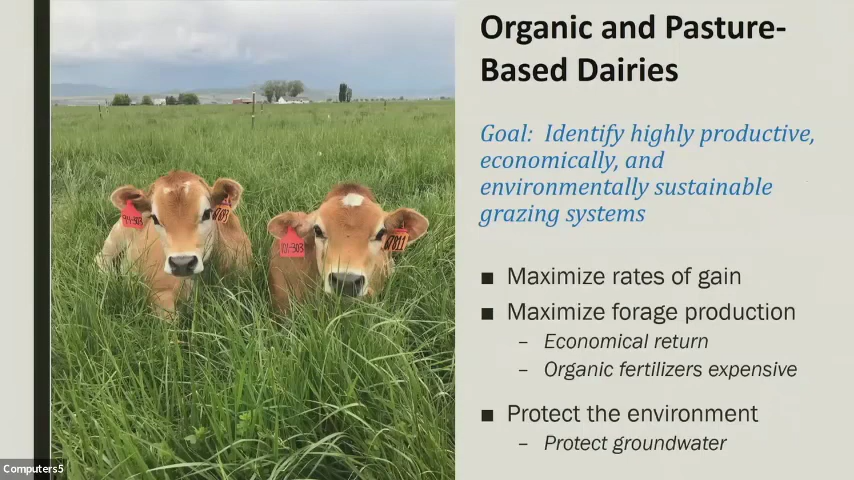 Organic and Pasture-
Based Dairies
Goal: Identify highly productive,
economically, and
environmentally sustainable
grazing systems
■ Maximize rates of gain
■ Maximize forage production
– Economical return
– Organic fertilizers expensive
■ Protect the environment
– Protect groundwater
Computers5